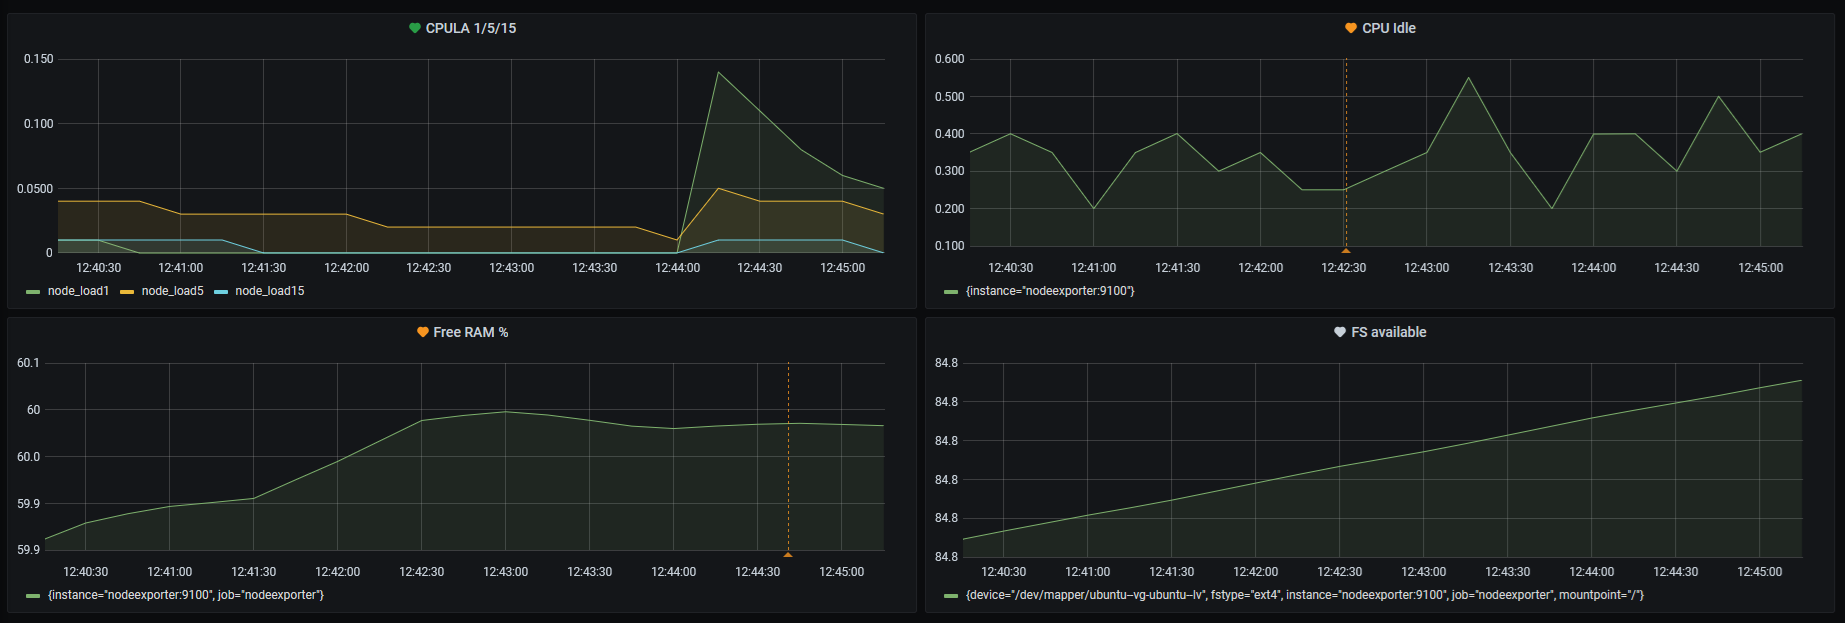 CPULA 1/5/15
0.150
0.100
0.0500
0
12:40:30 12:41:00 12:41:30 12:42:00 12:42:30 12:43:00 12:43:30 12:44:00 12:44:30 12:45:00
node_load1 node_load5 node_load15
CPU Idle
0.600
0.500
0.400
0.300
0.200
0.100
12:40:30 12:41:00 12:41:30 12:42:00 12:42:30 12:43:00 12:43:30 12:44:00 12:44:30 12:45:00
{instance="nodeexporter:9100"}
Free RAM %
60.1
60
60.0
59.9
59.9
12:40:30 12:41:00 12:41:30 12:42:00 12:42:30 12:43:00 12:43:30 12:44:00 12:44:30 12:45:00
{instance="nodeexporter:9100", job="nodeexporter"}
FS available
84.8
84.8
84.8
84.8
84.8
84.8
12:40:30 12:41:00 12:41:30 12:42:00 12:42:30 12:43:00 12:43:30 12:44:00 12:44:30 12:45:00
{device="/dev/mapper/ubuntu--vg-ubuntu--lv", fstype="ext4", instance="nodeexporter:9100", job="nodeexporter", mountpoint="/"}